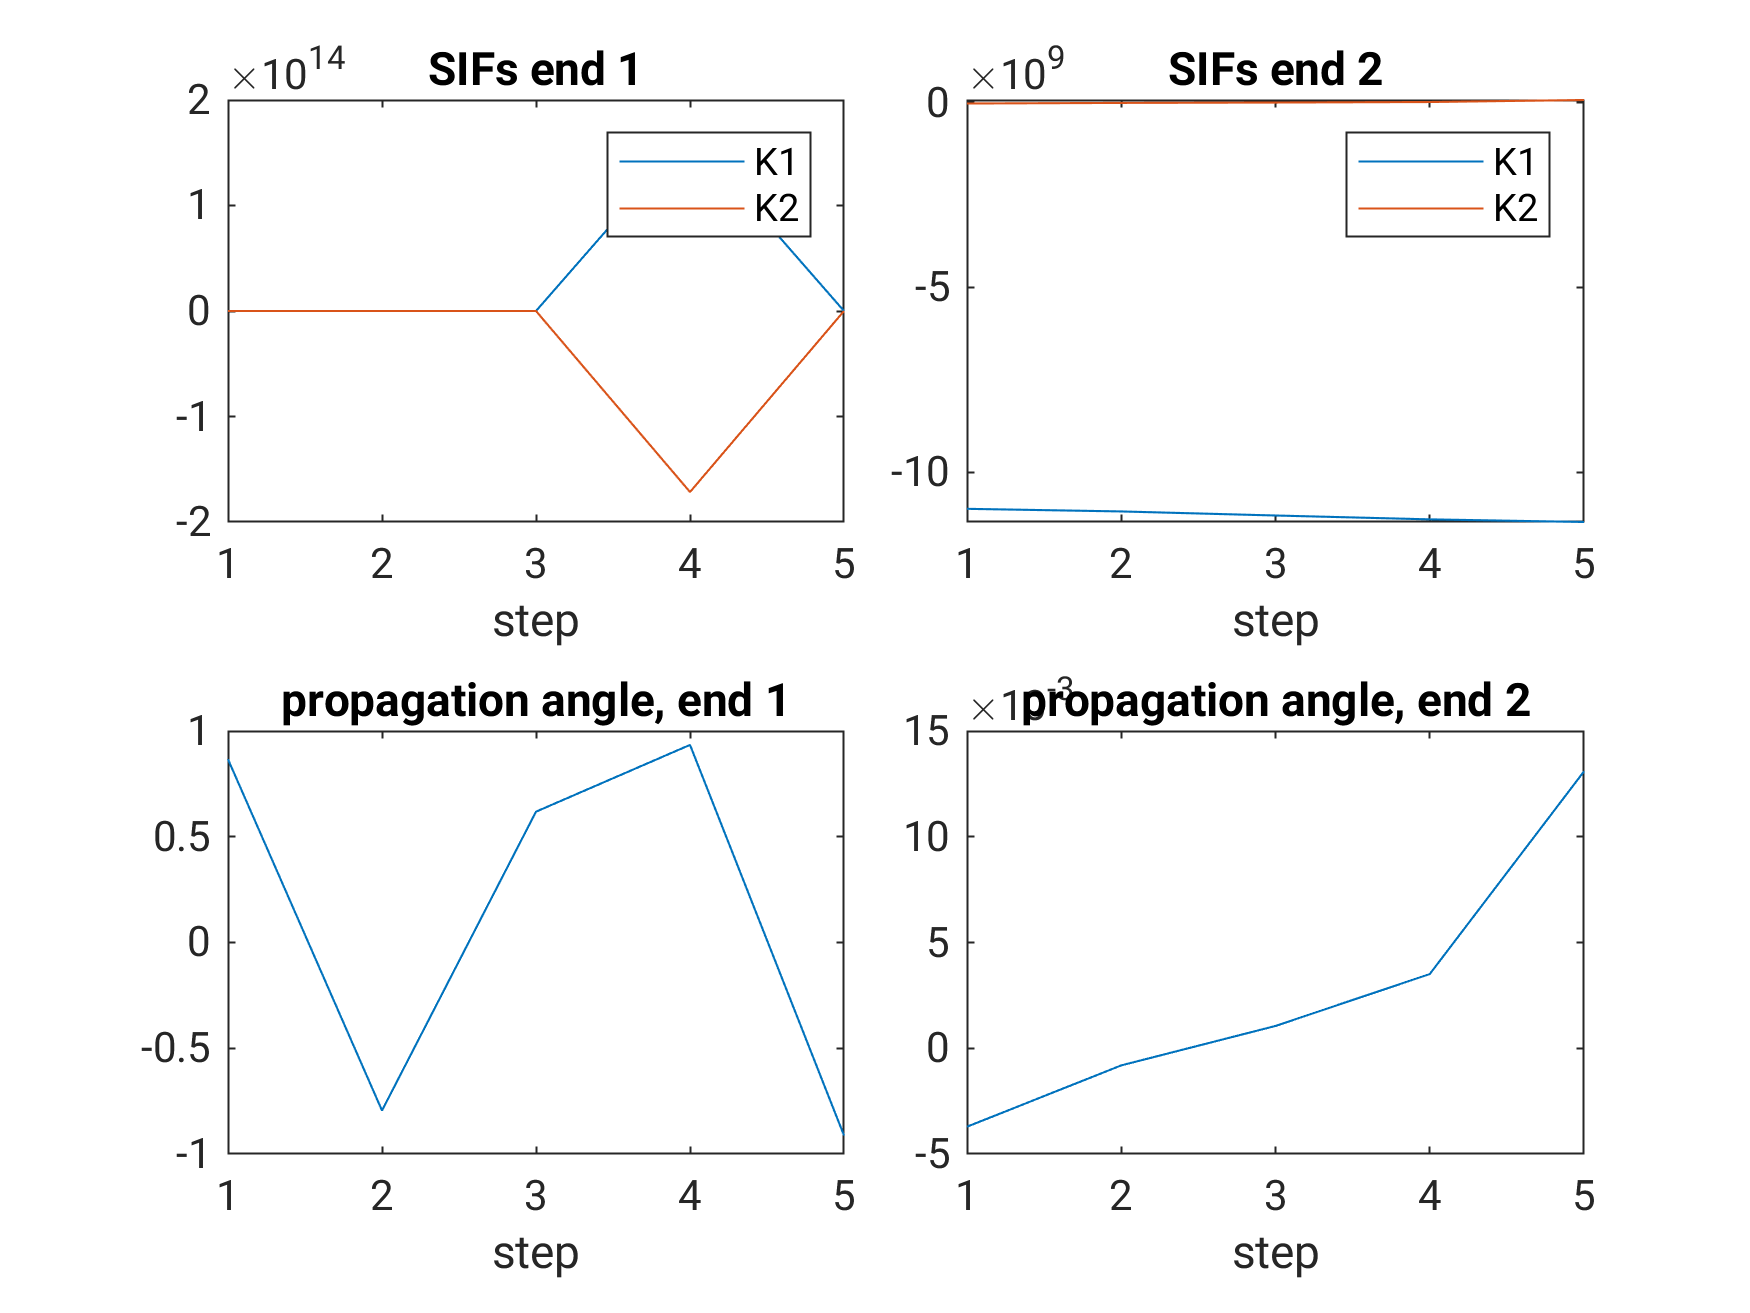 ×10^14
SIFs end 1
2
1
0
-1
-2
K1
K2
1 2 3 4 5
step
×10^9
SIFs end 2
0
-5
-10
K1
K2
1 2 3 4 5
step
propagation angle, end 1
1
0.5
0
-0.5
-1
1 2 3 4 5
step
×10^-3
propagation angle, end 2
15
10
5
0
-5
1 2 3 4 5
step